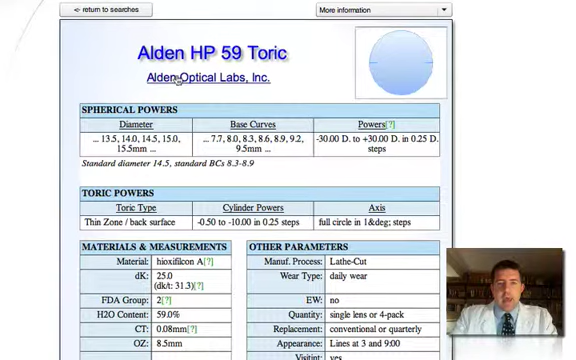 <- return to searches
More information
Alden HP 59 Toric
Alden Optical Labs, Inc.
SPHERICAL POWERS
Diameter Base Curves Powers[?]
... 13.5, 14.0, 14.5, 15.0, ... 7.7, 8.0, 8.3, 8.6, 8.9, 9.2, -30.00 D. to +30.00 D. in 0.25 D.
15.5mm ... 9.5mm ... steps
Standard diameter 14.5, standard BCs 8.3-8.9
TORIC POWERS
Toric Type Cylinder Powers Axis
Thin Zone / back surface -0.50 to -10.00 in 0.25 steps full circle in 1&deg; steps
MATERIALS & MEASUREMENTS
Material: hioxifilcon A[?]
dK: 25.0
(dk/t: 31.3)[?]
FDA Group: 2[?]
H2O Content: 59.0%
CT: 0.08mm[?]
OZ: 8.5mm
OTHER PARAMETERS
Manuf. Process: Lathe-Cut
Wear Type: daily wear
EW: no
Quantity: single lens or 4-pack
Replacement: conventional or quarterly
Appearance: Lines at 3 and 9:00
Visitint: yes